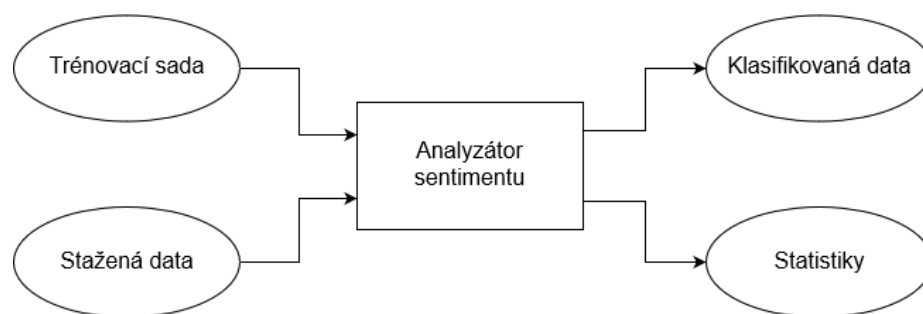 Trénovací sada
Klasifikovaná data
Analyzátor
sentimentu
Stažená data
Statistiky